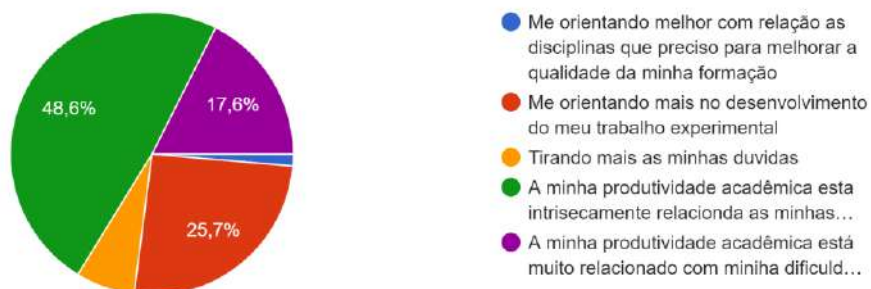 48,6%
17,6%
25,7%
Me orientando melhor com relação as
disciplinas que preciso para melhorar a
qualidade da minha formação
Me orientando mais no desenvolvimento
do meu trabalho experimental
Tirando mais as minhas duvidas
A minha produtividade acadêmica esta
intrisecamente relacionda as minhas…
A minha produtividade acadêmica está
muito relacionado com miniha dificuld…